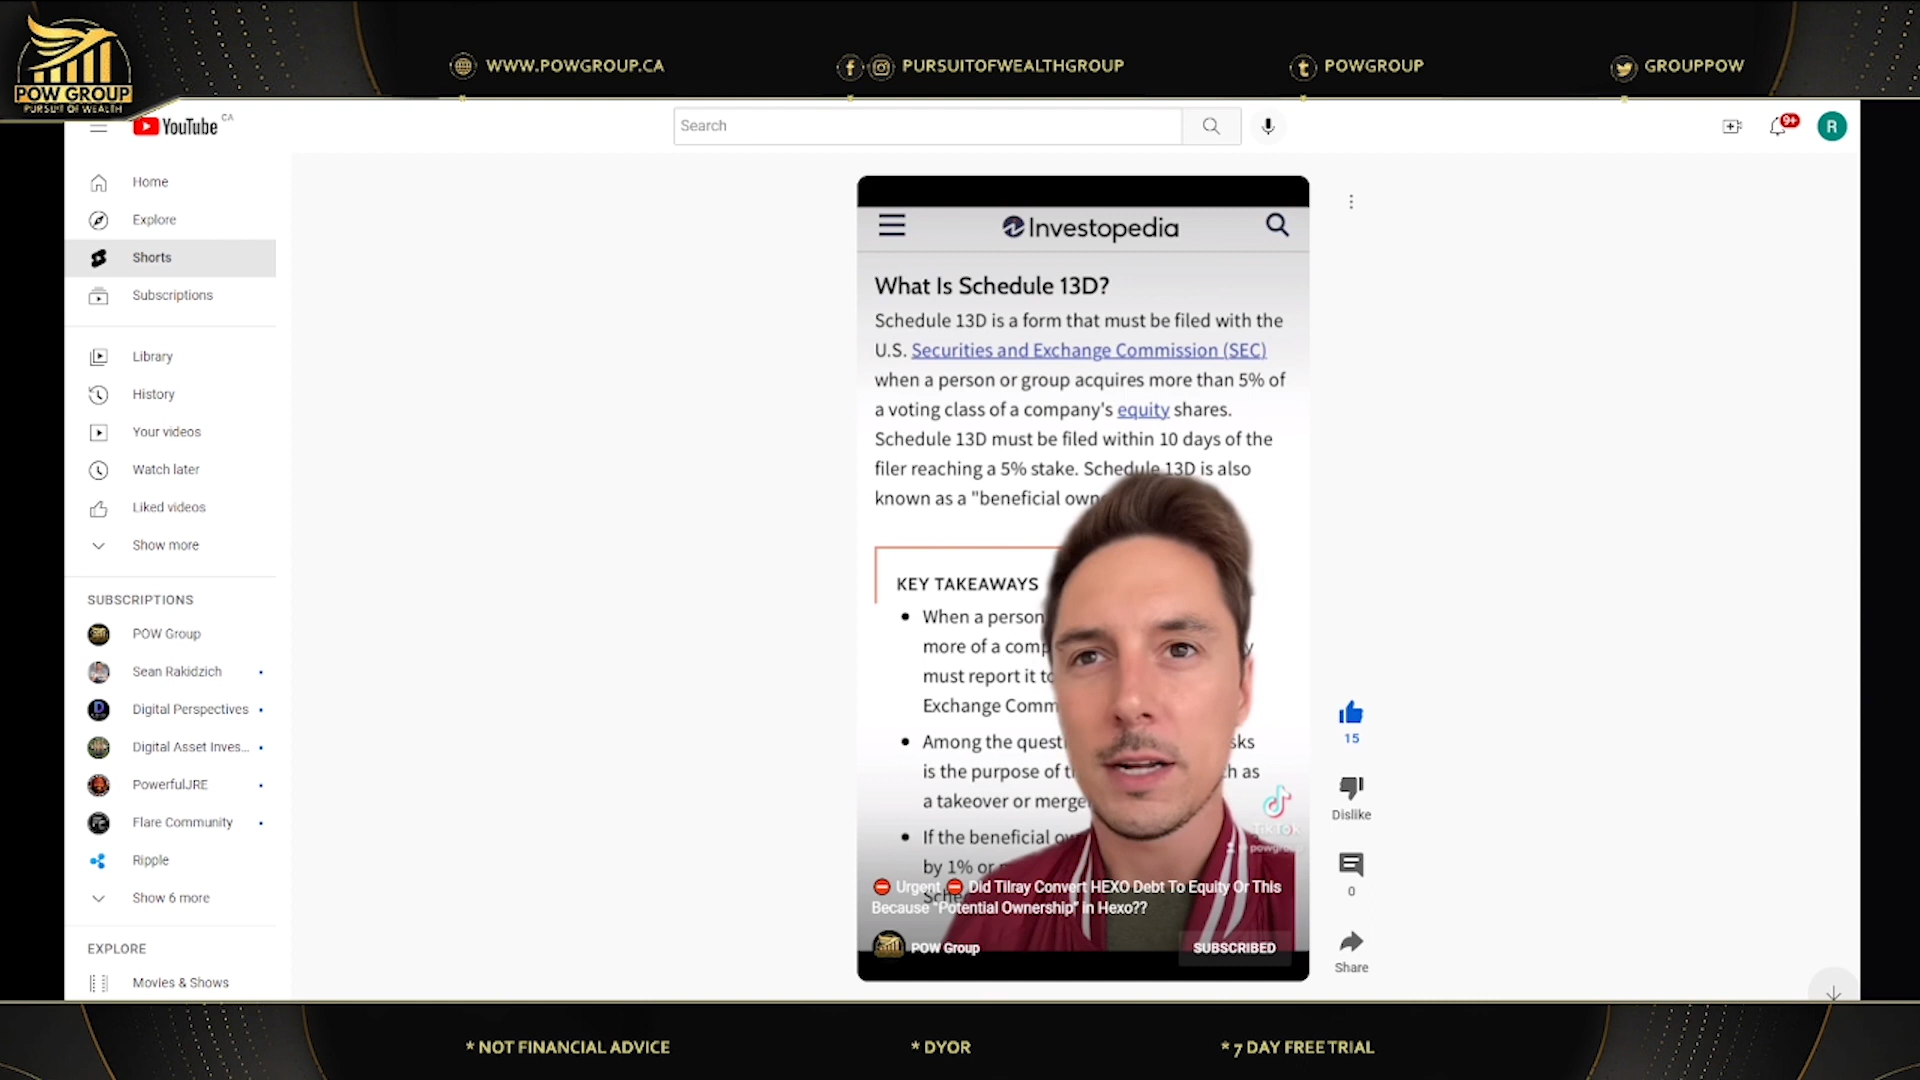 POW GROUP
PURSUIT OF WEALTH
WWW.POWGROUP.CA
PURSUITOFWEALTHGROUP
POWGROUP
GROUPPOW
YouTube CA
Search
9+
R
Home
Explore
Shorts
Subscriptions
Library
History
Your videos
Watch later
Liked videos
Show more
SUBSCRIPTIONS
POW Group
Sean Rakidzich
Digital Perspectives
Digital Asset Inves...
PowerfulJRE
Flare Community
Ripple
Show 6 more
EXPLORE
Movies & Shows
Investopedia
What Is Schedule 13D?
Schedule 13D is a form that must be filed with the
U.S. Securities and Exchange Commission (SEC)
when a person or group acquires more than 5% of
a voting class of a company's equity shares.
Schedule 13D must be filed within 10 days of the
filer reaching a 5% stake. Schedule 13D is also
known as a "beneficial
KEY TAKEAWAYS
When a person
more of a
must report it
Exchange
Among the
is the purpose of
a takeover or
If the beneficial
by 1% or
TikTok
Urgent Did Tilray Convert HEXO Debt To Equity Or This
Because "Potential Ownership" in Hexo??
POW Group
SUBSCRIBED
15
Dislike
0
Share
* NOT FINANCIAL ADVICE
* DYOR
* 7 DAY FREE TRIAL